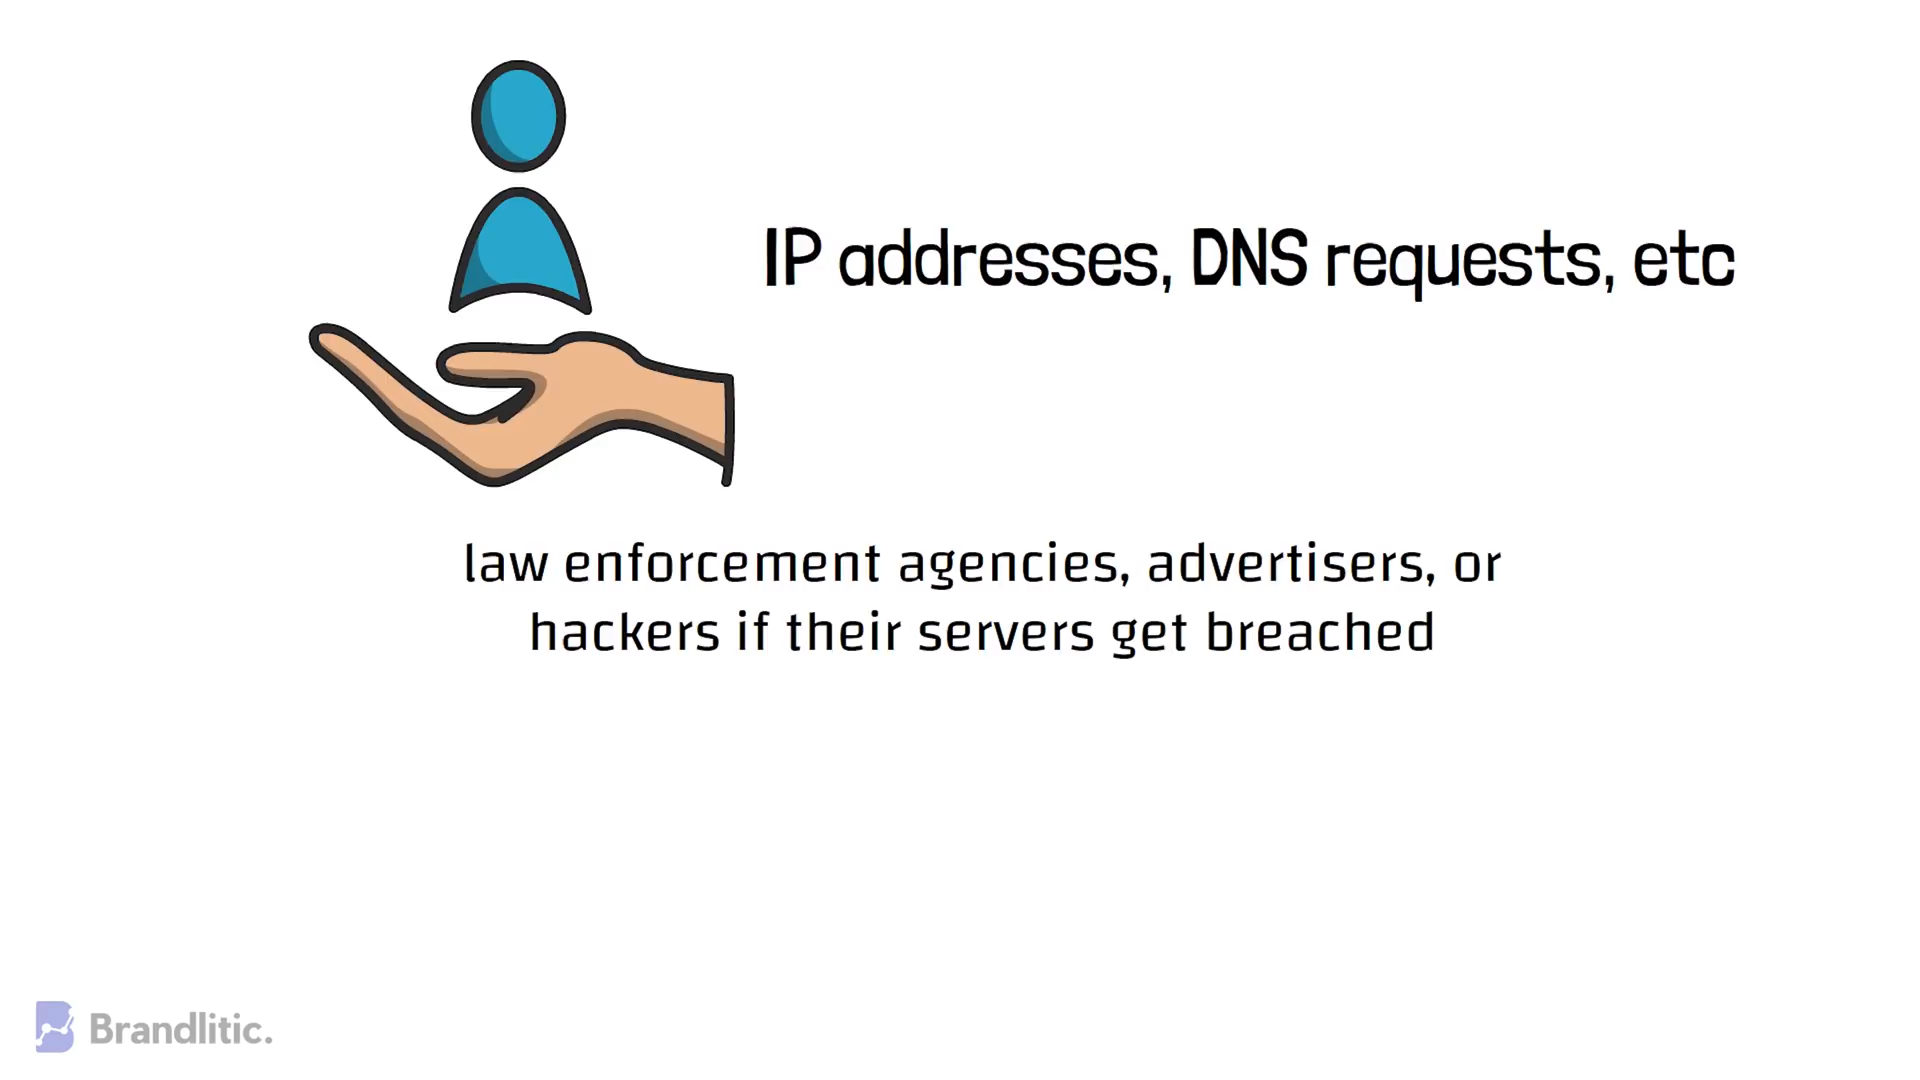 IP addresses, DNS requests, etc
law enforcement agencies, advertisers, or
hackers if their servers get breached
Brandlitic.